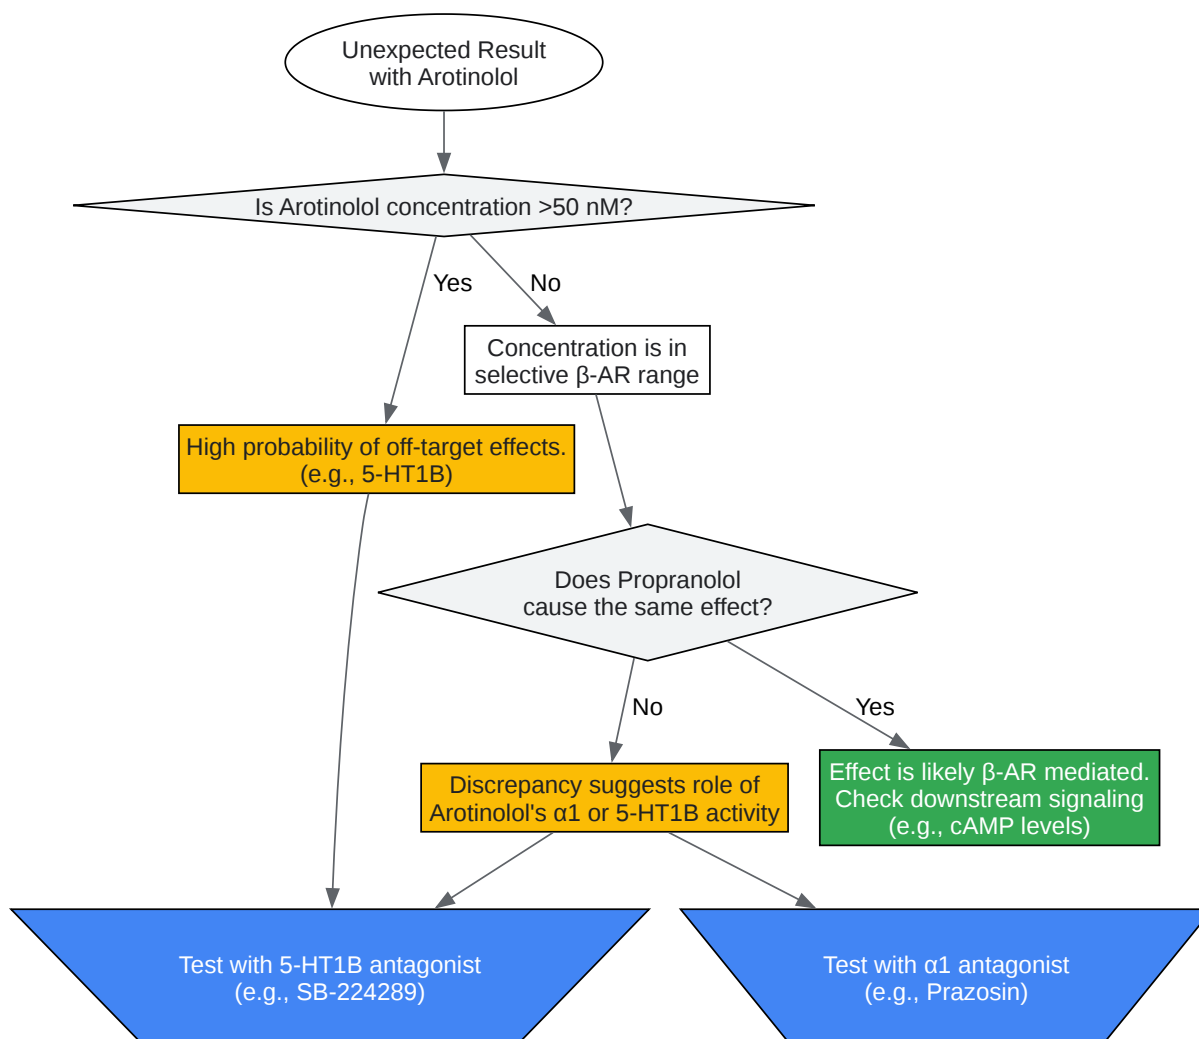 Unexpected Result
with Arotinolol
Is Arotinolol concentration >50 nM?
Yes
No
Concentration is in
selective β-AR range
High probability of off-target effects.
(e.g., 5-HT1B)
Does Propranolol
cause the same effect?
No
Yes
Discrepancy suggests role of
Arotinolol's α1 or 5-HT1B activity
Effect is likely β-AR mediated.
Check downstream signaling
(e.g., cAMP levels)
Test with 5-HT1B antagonist
(e.g., SB-224289)
Test with α1 antagonist
(e.g., Prazosin)